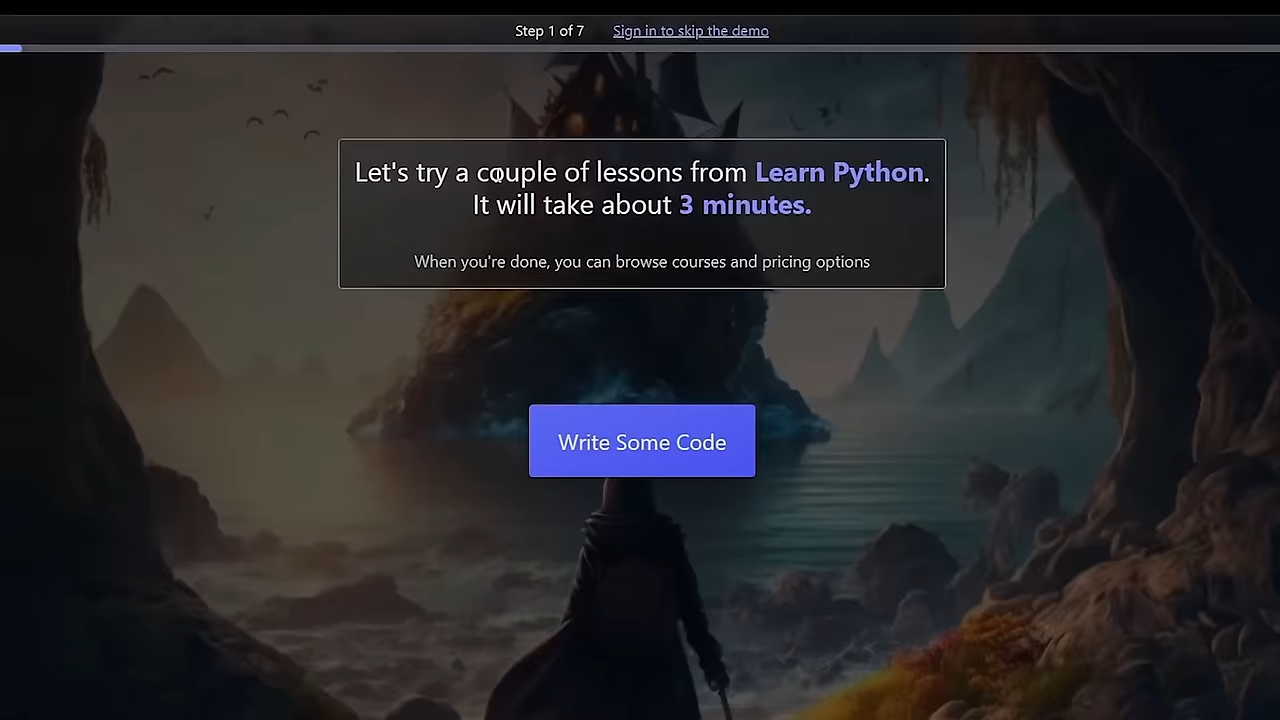 Step 1 of 7 Sign in to skip the demo
Let's try a couple of lessons from Learn Python.
It will take about 3 minutes.
When you're done, you can browse courses and pricing options
Write Some Code